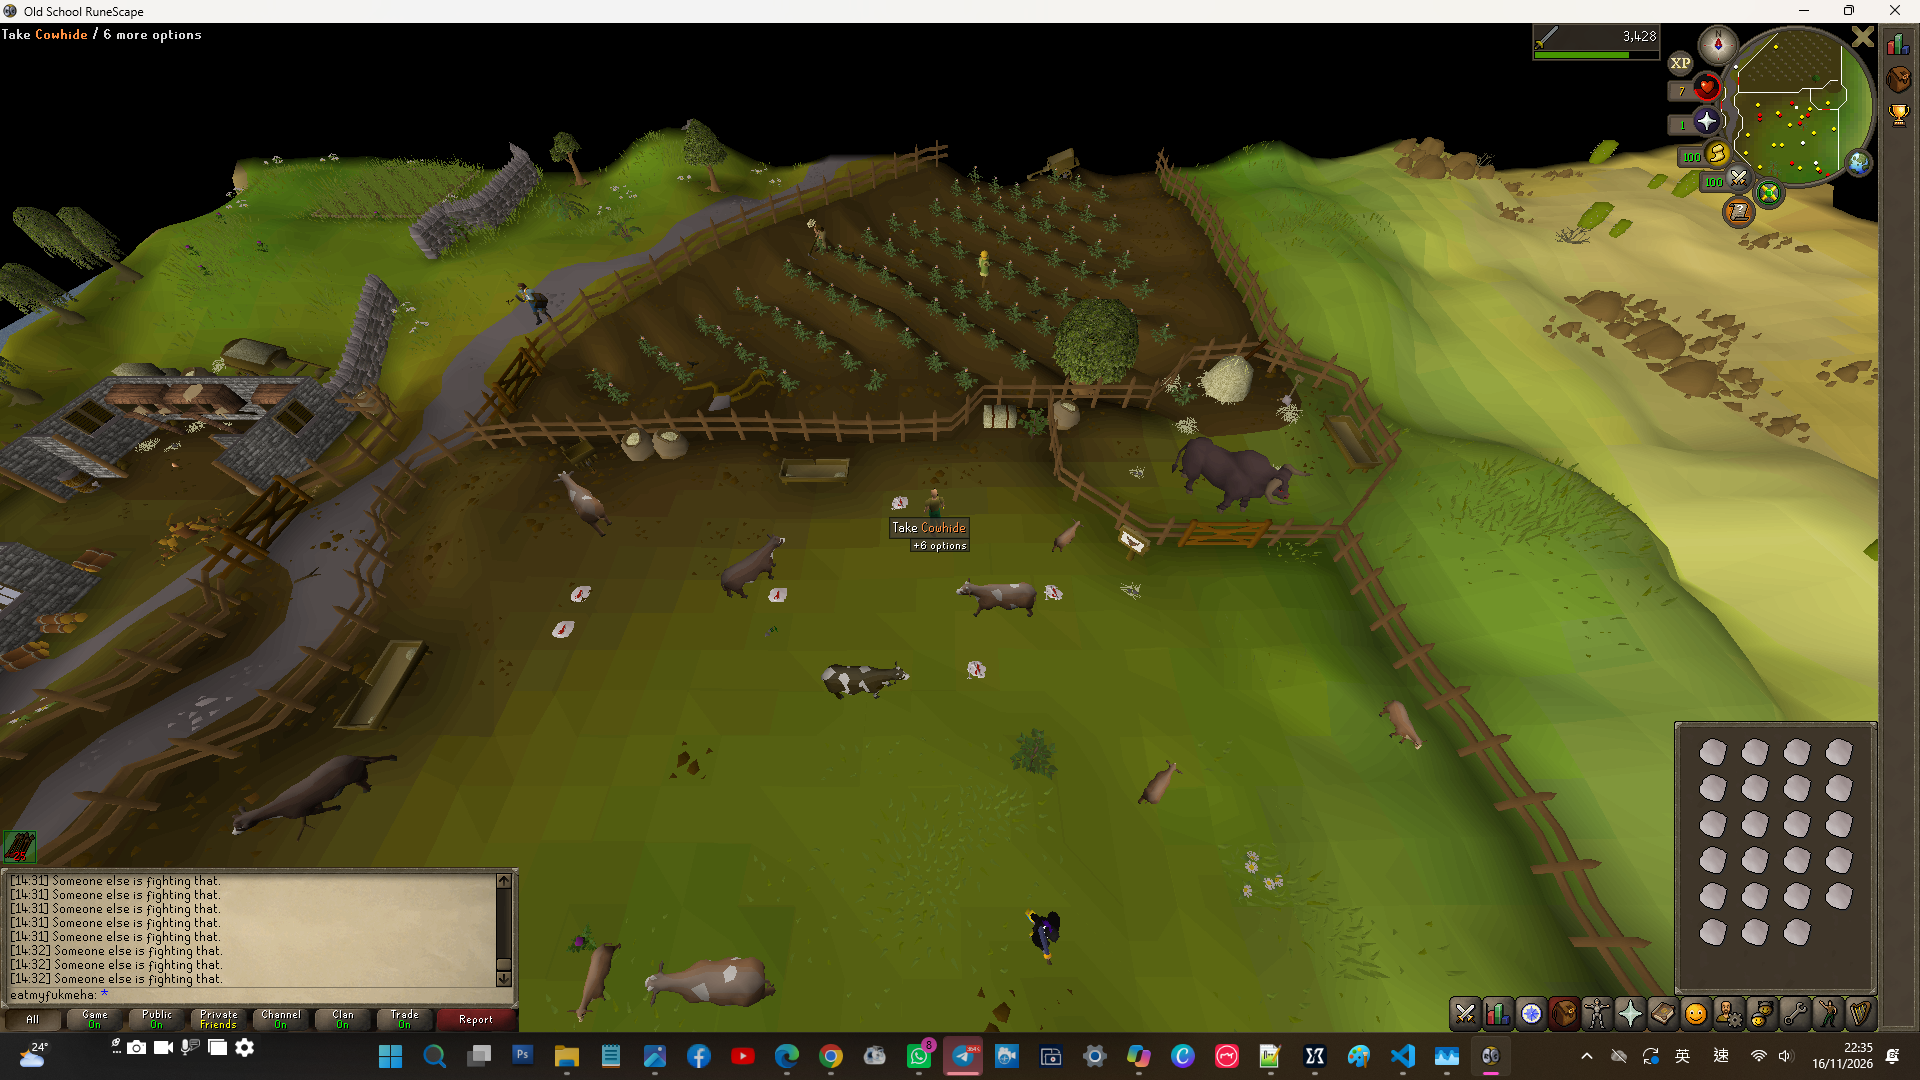 Old School RuneScape
Take Cowhide / 6 more options
3,428
N
XP
7
1
100
100
Take Cowhide
+6 options
23
[14:31] Someone else is fighting that.
[14:31] Someone else is fighting that.
[14:31] Someone else is fighting that.
[14:31] Someone else is fighting that.
[14:31] Someone else is fighting that.
[14:32] Someone else is fighting that.
[14:32] Someone else is fighting that.
[14:32] Someone else is fighting that.
eatmyfukmeha: *
All
Game
On
Public
On
Private
Friends
Channel
On
Clan
On
Trade
On
Report
24°
Ps
8
英
速
22:35
16/11/2026